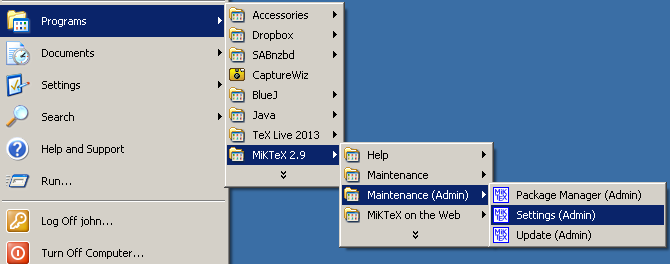 Programs
Documents
Settings
Search
Help and Support
Run...
Log Off john...
Turn Off Computer...
Accessories
Dropbox
SABnzbd
CaptureWiz
BlueJ
Java
TeX Live 2013
MiKTeX 2.9
Help
Maintenance
Maintenance (Admin)
MiKTeX on the Web
Package Manager (Admin)
Settings (Admin)
Update (Admin)